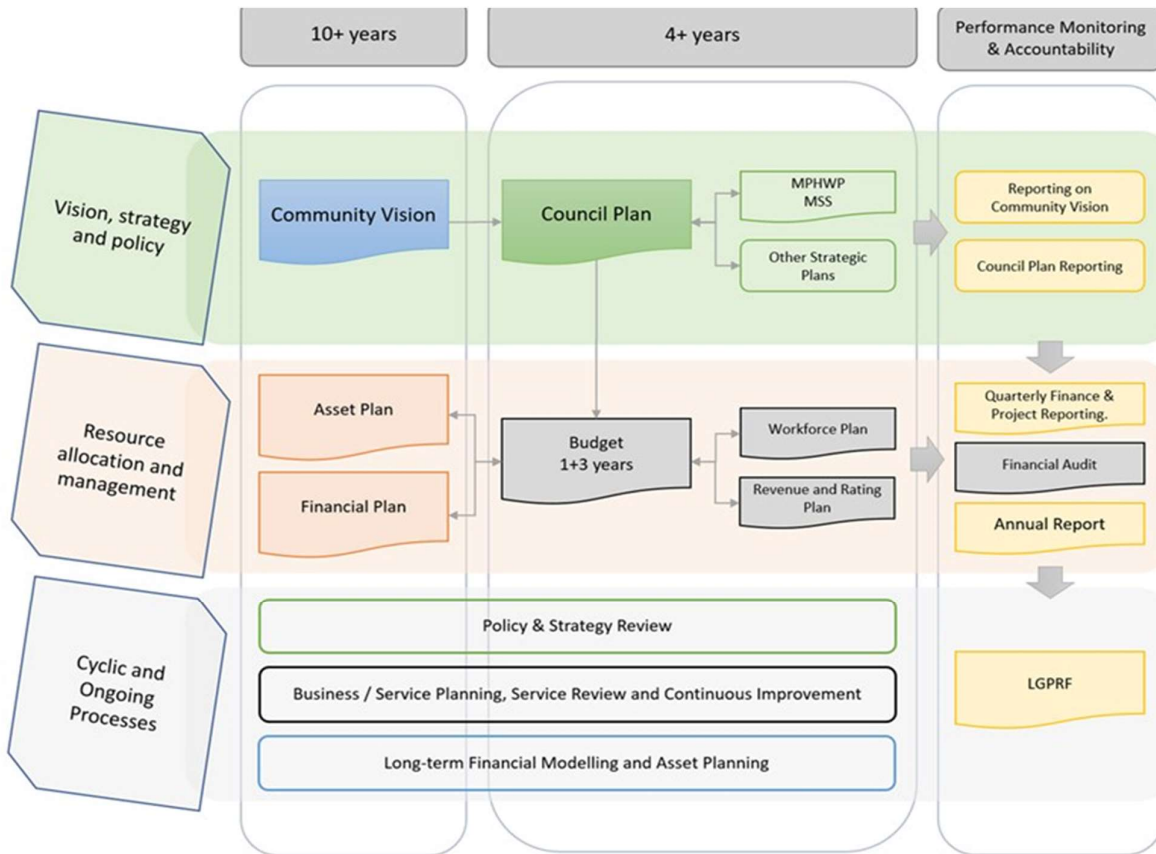 10+ years
4+ years
Performance Monitoring
& Accountability
Vision, strategy
and policy
Community Vision
Council Plan
MPHWP
MSS
Other Strategic
Plans
Reporting on
Community Vision
Council Plan Reporting
Resource
allocation and
management
Asset Plan
Financial Plan
Budget
1+3 years
Workforce Plan
Revenue and Rating
Plan
Quarterly Finance &
Project Reporting.
Financial Audit
Annual Report
Cyclic and
Ongoing
Processes
Policy & Strategy Review
Business / Service Planning, Service Review and Continuous Improvement
Long-term Financial Modelling and Asset Planning
LGPRF